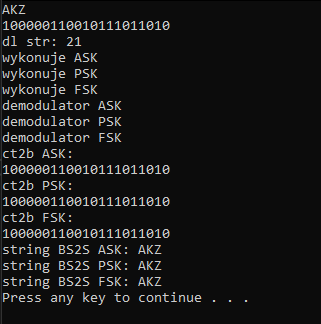 AKZ
100000110010111011010
dl str: 21
wykonuje ASK
wykonuje PSK
wykonuje FSK
demodulator ASK
demodulator PSK
demodulator FSK
ct2b ASK:
100000110010111011010
ct2b PSK:
100000110010111011010
ct2b FSK:
100000110010111011010
string BS2S ASK: AKZ
string BS2S PSK: AKZ
string BS2S FSK: AKZ
Press any key to continue . . .